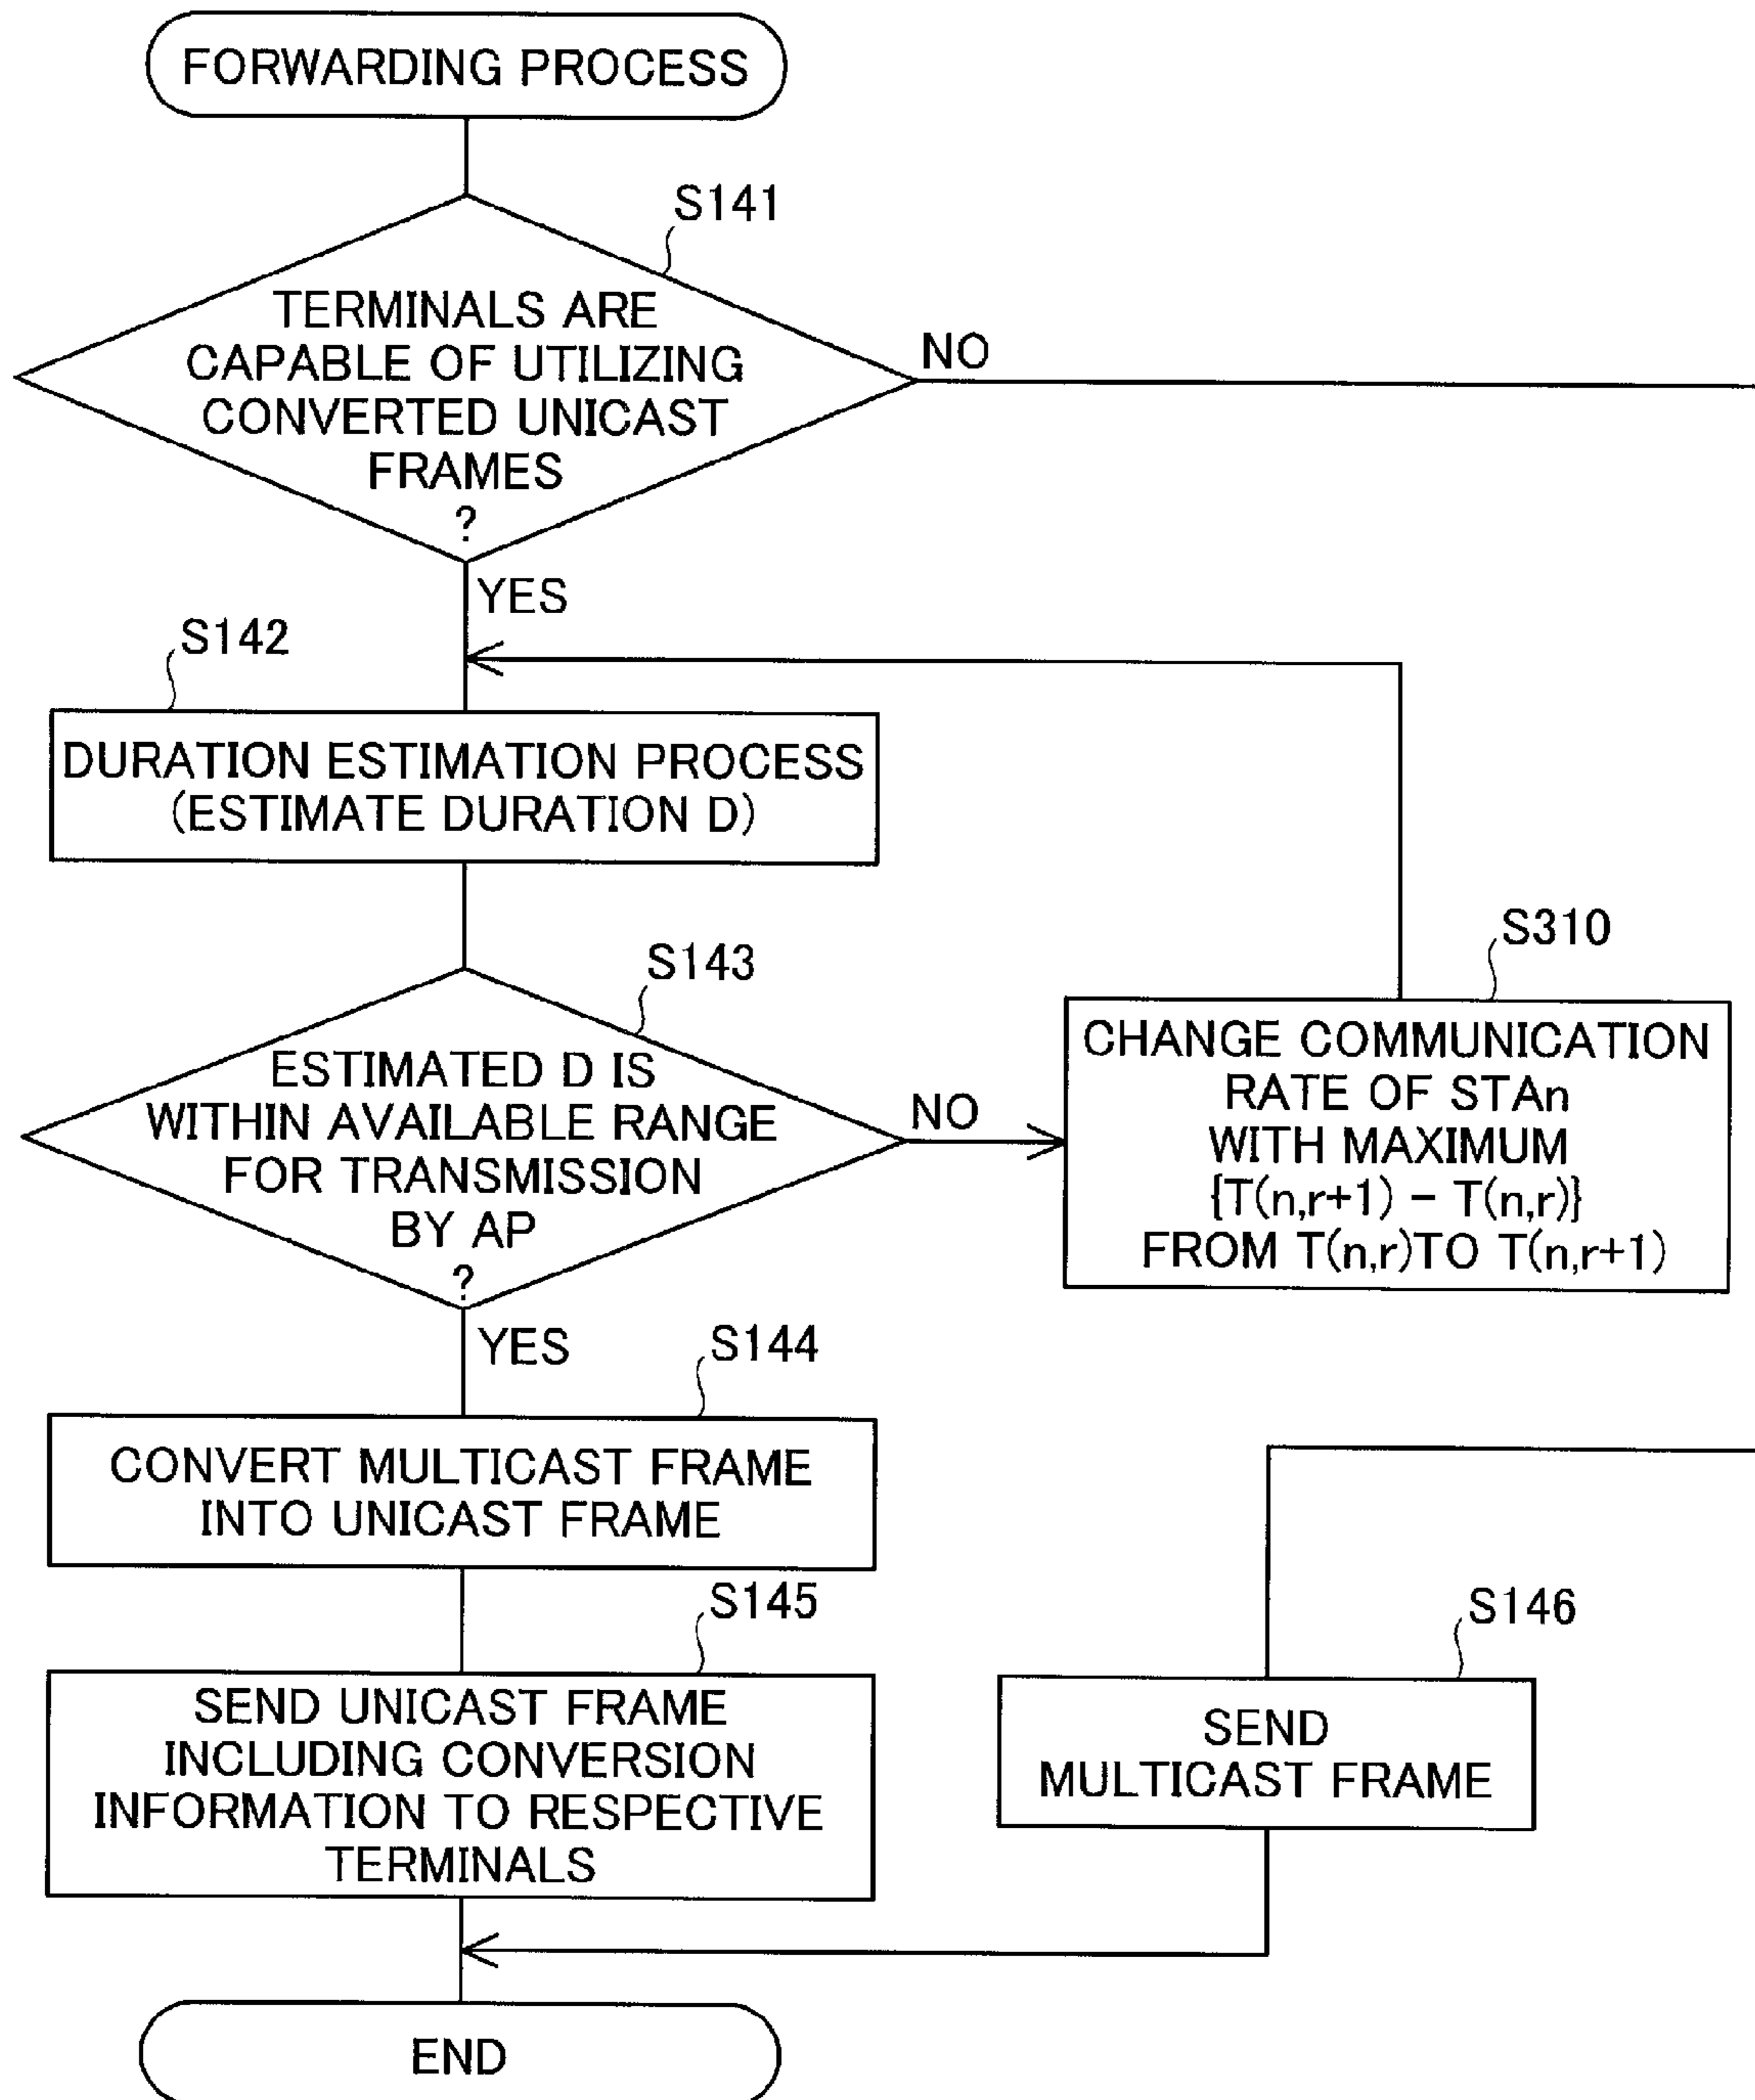 FORWARDING PROCESS
S141
TERMINALS ARE
CAPABLE OF UTILIZING
CONVERTED UNICAST
FRAMES
?
NO
YES
S142
DURATION ESTIMATION PROCESS
(ESTIMATE DURATION D)
S143
ESTIMATED D IS
WITHIN AVAILABLE RANGE
FOR TRANSMISSION
BY AP
?
NO
S310
CHANGE COMMUNICATION
RATE OF STAn
WITH MAXIMUM
{T(n,r+1) - T(n,r)}
FROM T(n,r)TO T(n,r+1)
YES
S144
CONVERT MULTICAST FRAME
INTO UNICAST FRAME
S145
SEND UNICAST FRAME
INCLUDING CONVERSION
INFORMATION TO RESPECTIVE
TERMINALS
S146
SEND
MULTICAST FRAME
END